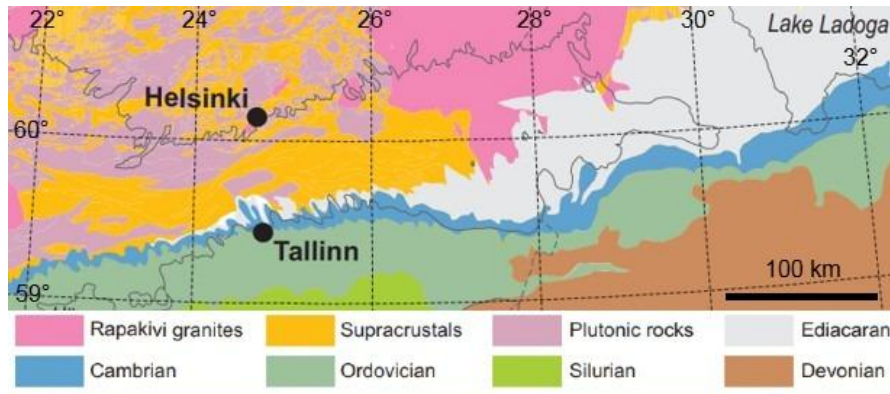 22° 24° 26° 28° 30° Lake Ladoga
32°
Helsinki
60°
Tallinn
100 km
59°
Rapakivi granites Supracrustals Plutonic rocks Ediacaran
Cambrian Ordovician Silurian Devonian